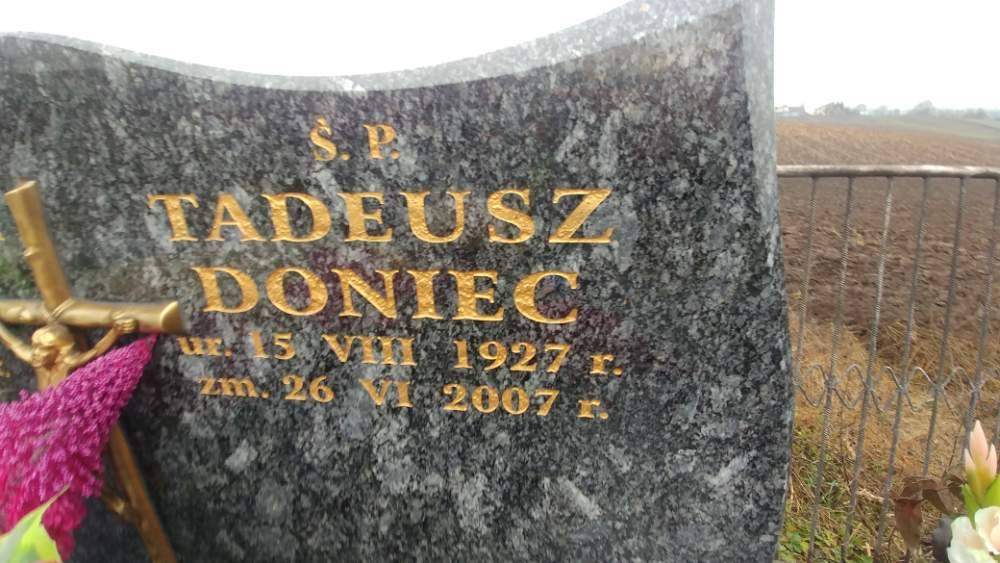 Ś. P.
TADEUSZ
DONIEC
ur. 15 VIII 1927 r.
zm. 26 VI 2007 r.